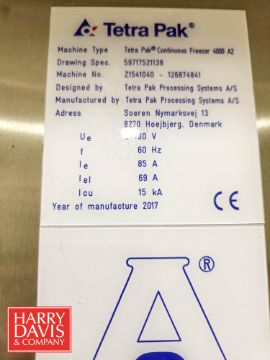 Tetra Pak®
Machine Type Tetra Pak® Continuous Freezer 4000 A2
Drawing Spec. 59717521138
Machine No. Z1541040 - 126874841
Designed by Tetra Pak Processing Systems A/S
Manufactured by Tetra Pak Processing Systems A/S
Adress Soeren Nymarksvej 13
8270 Hoejbjerg, Denmark
Ue V
f 60 Hz
Ie 85 A
Iel 69 A
Icu 15 kA
Year of manufacture 2017
CE
®
HARRY
DAVIS
& COMPANY